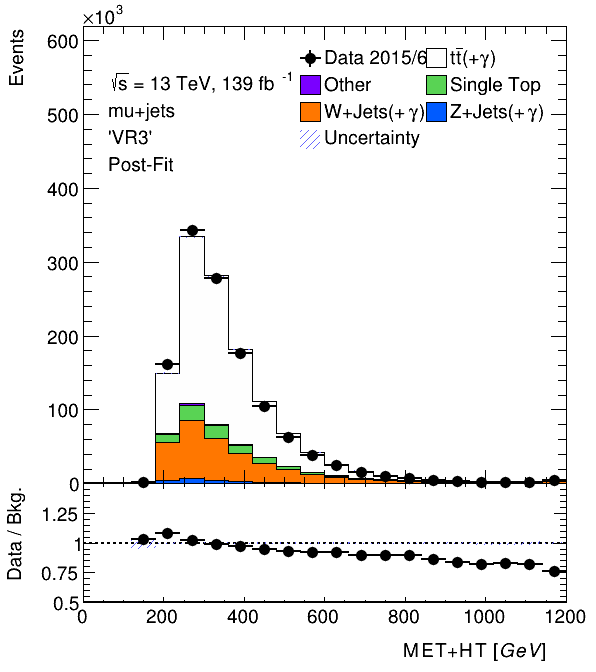 ×10³
Events
600
500
400
300
200
100
0
√s = 13 TeV, 139 fb⁻¹
mu+jets
'VR3'
Post-Fit
Data 2015/6 tt̄(+γ)
Other Single Top
W+Jets(+γ) Z+Jets(+γ)
Uncertainty
Data / Bkg.
1.25
1
0.75
0.5
0 200 400 600 800 1000 1200
MET+HT [GeV]